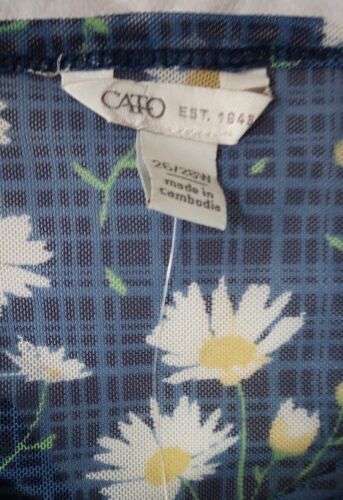 CATO EST. 1946
26/28W
made in
cambodia